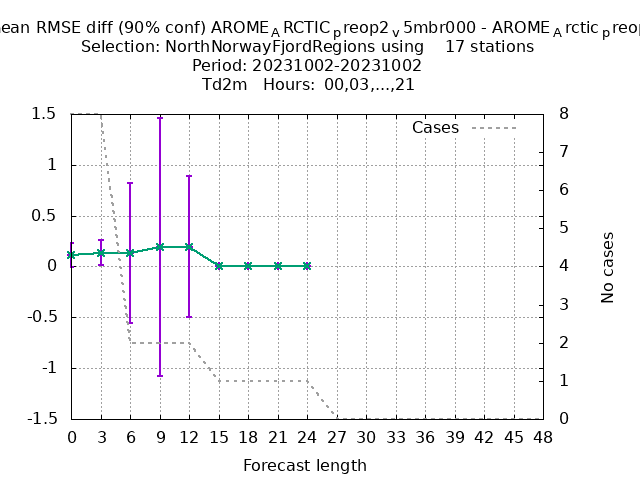 ean RMSE diff (90% conf) AROME_ARCTIC_preop2_v5mbr000 - AROME_Arctic_preop
Selection: NorthNorwayFjordRegions using 17 stations
Period: 20231002-20231002
Td2m Hours: 00,03,...,21
Cases
1.5
1
0.5
0
-0.5
-1
-1.5
8
7
6
5
4
3
2
1
0
No cases
0 3 6 9 12 15 18 21 24 27 30 33 36 39 42 45 48
Forecast length